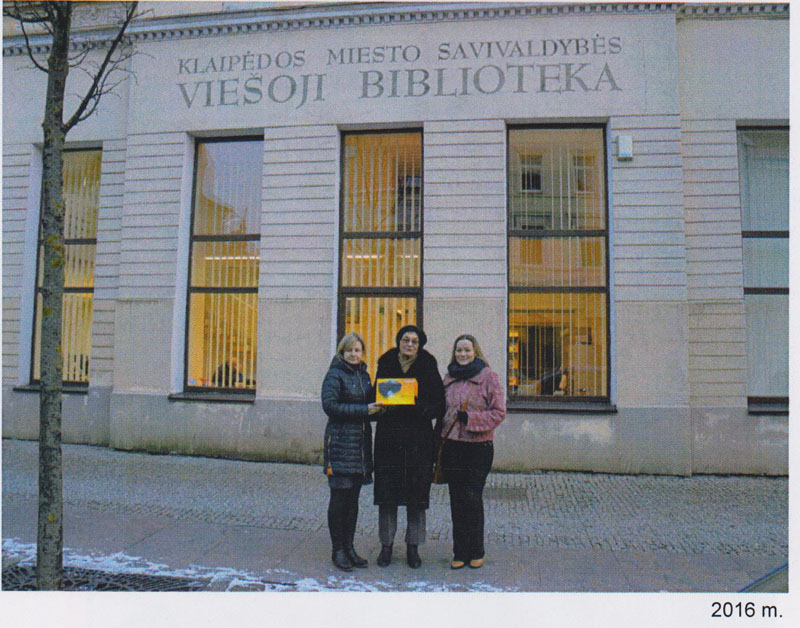 KLAIPĖDOS MIESTO SAVIVALDYBĖS
VIEŠOJI BIBLIOTEKA
2016 m.